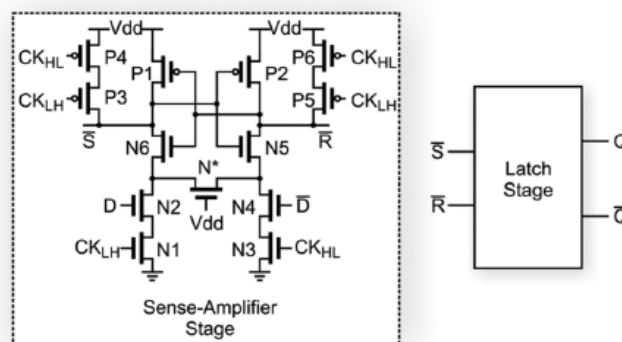 Vdd
Vdd
CK_HL
P4
P1
P2
P6
CK_HL
CK_LH
P3
P5
CK_LH
S̅
R̅
N6
N5
N*
D
N2
N4
D̅
Vdd
CK_LH
N1
N3
CK_HL
Sense-Amplifier
Stage
S̅
R̅
Latch
Stage